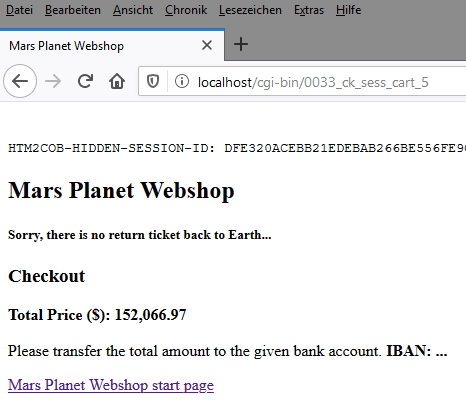 Datei Bearbeiten Ansicht Chronik Lesezeichen Extras Hilfe
Mars Planet Webshop
localhost/cgi-bin/0033_ck_sess_cart_5
HTM2COB-HIDDEN-SESSION-ID: DFE320ACEBB21EDEBAB266BE556FE9
Mars Planet Webshop
Sorry, there is no return ticket back to Earth...
Checkout
Total Price ($): 152,066.97
Please transfer the total amount to the given bank account. IBAN: ...
Mars Planet Webshop start page